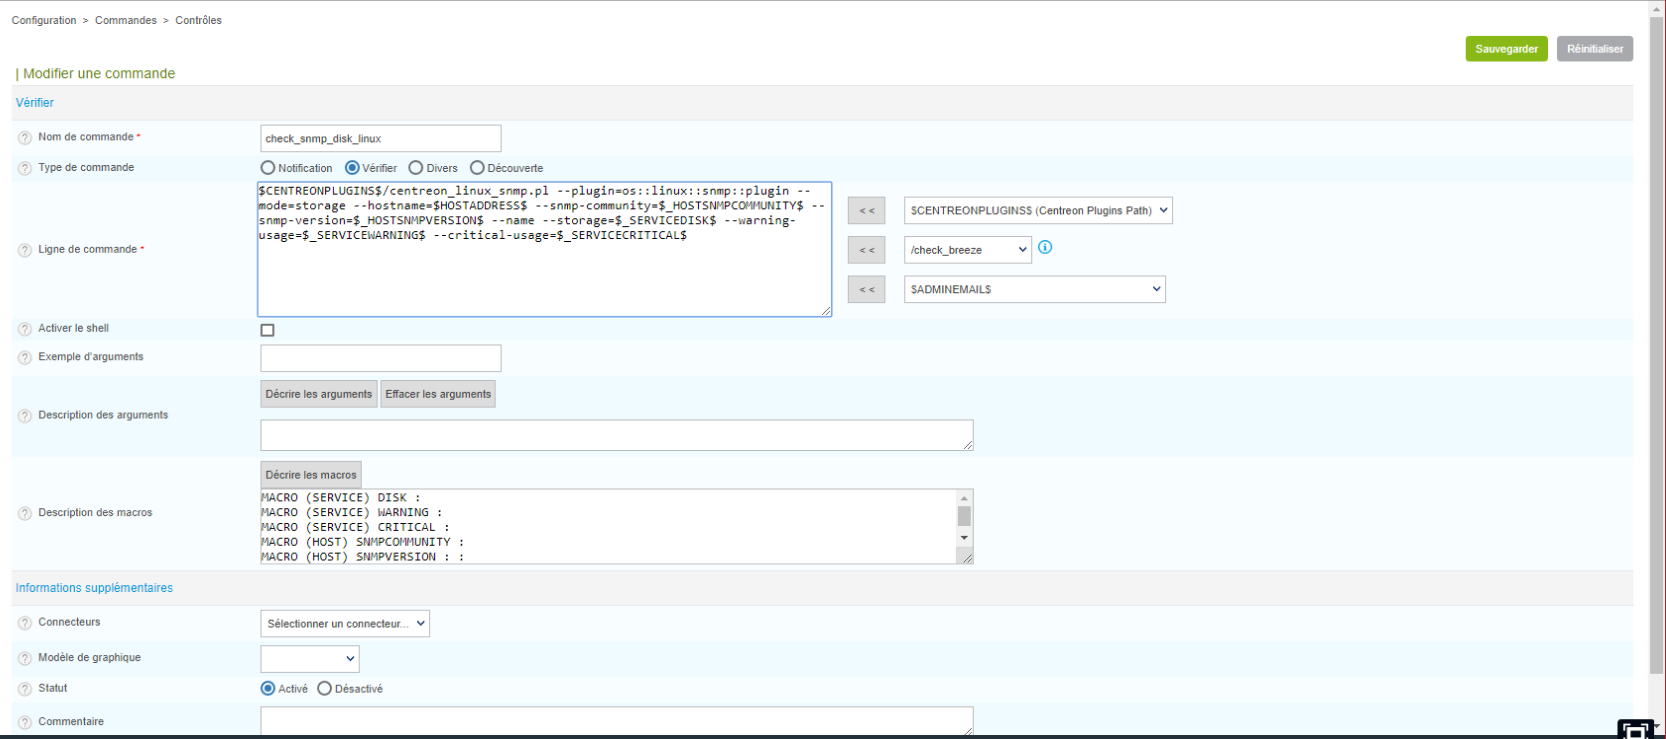 Configuration > Commandes > Contrôles
Sauvegarder
Réinitialiser
| Modifier une commande
Vérifier
? Nom de commande *
check_snmp_disk_linux
? Type de commande
Notification Vérifier Divers Découverte
? Ligne de commande *
$CENTREONPLUGINS$/centreon_linux_snmp.pl --plugin=os::linux::snmp::plugin --
mode=storage --hostname=$HOSTADDRESS$ --snmp-community=$_HOSTSNMPCOMMUNITY$ --
snmp-version=$_HOSTSNMPVERSION$ --name --storage=$_SERVICEDISK$ --warning-
usage=$_SERVICEWARNING$ --critical-usage=$_SERVICECRITICAL$
<< $CENTREONPLUGINS$ (Centreon Plugins Path)
<< /check_breeze
<< $ADMINEMAIL$
? Activer le shell
? Exemple d'arguments
? Description des arguments
Décrire les arguments Effacer les arguments
? Description des macros
Décrire les macros
MACRO (SERVICE) DISK :
MACRO (SERVICE) WARNING :
MACRO (SERVICE) CRITICAL :
MACRO (HOST) SNMPCOMMUNITY :
MACRO (HOST) SNMPVERSION : :
Informations supplémentaires
? Connecteurs
Sélectionner un connecteur...
? Modèle de graphique
? Statut
Activé Désactivé
? Commentaire